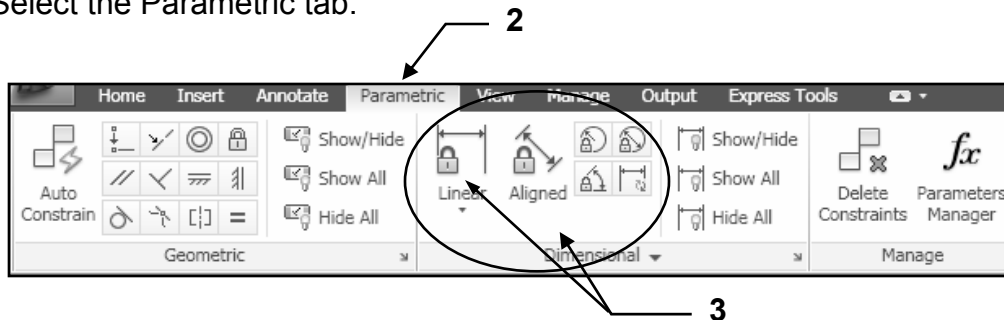 Select the Parametric tab.
2
Home Insert Annotate Parametric View Manage Output Express Tools
Show/Hide
Show All
Hide All
Auto
Constrain
Geometric
Linear
Aligned
Show/Hide
Show All
Hide All
Dimensional
Delete
Constraints
fx
Parameters
Manager
Manage
3